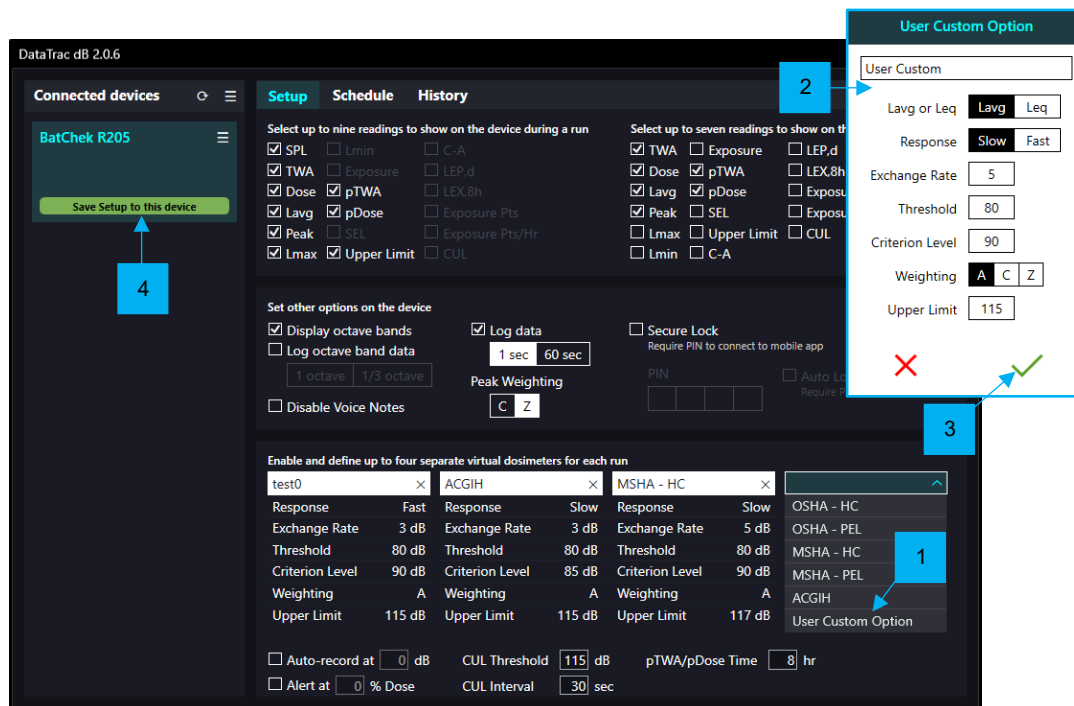 DataTrac dB 2.0.6
Connected devices
BatChek R205
Save Setup to this device
4
Setup Schedule History
Select up to nine readings to show on the device during a run
SPL Lmin C-A
TWA Exposure LEP,d
Dose pTWA LEX,8h
Lavg pDose Exposure Pts
Peak SEL Exposure Pts/Hr
Lmax Upper Limit CUL
Select up to seven readings to show on th
TWA Exposure LEP,d
Dose pTWA LEX,8h
Lavg pDose Exposu
Peak SEL Exposu
Lmax Upper Limit CUL
Lmin C-A
Set other options on the device
Display octave bands
Log octave band data
1 octave 1/3 octave
Disable Voice Notes
Log data
1 sec 60 sec
Peak Weighting
C Z
Secure Lock
Require PIN to connect to mobile app
PIN
Auto Lo
Require P
Enable and define up to four separate virtual dosimeters for each run
test0 ACGIH MSHA - HC
Response Fast Response Slow Response Slow
Exchange Rate 3 dB Exchange Rate 3 dB Exchange Rate 5 dB
Threshold 80 dB Threshold 80 dB Threshold 80 dB
Criterion Level 90 dB Criterion Level 85 dB Criterion Level 90 dB
Weighting A Weighting A Weighting A
Upper Limit 115 dB Upper Limit 115 dB Upper Limit 117 dB
OSHA - HC
OSHA - PEL
MSHA - HC
MSHA - PEL
ACGIH
User Custom Option
1
Auto-record at 0 dB CUL Threshold 115 dB pTWA/pDose Time 8 hr
Alert at 0 % Dose CUL Interval 30 sec
User Custom Option
2
User Custom
Lavg or Leq Lavg Leq
Response Slow Fast
Exchange Rate 5
Threshold 80
Criterion Level 90
Weighting A C Z
Upper Limit 115
3